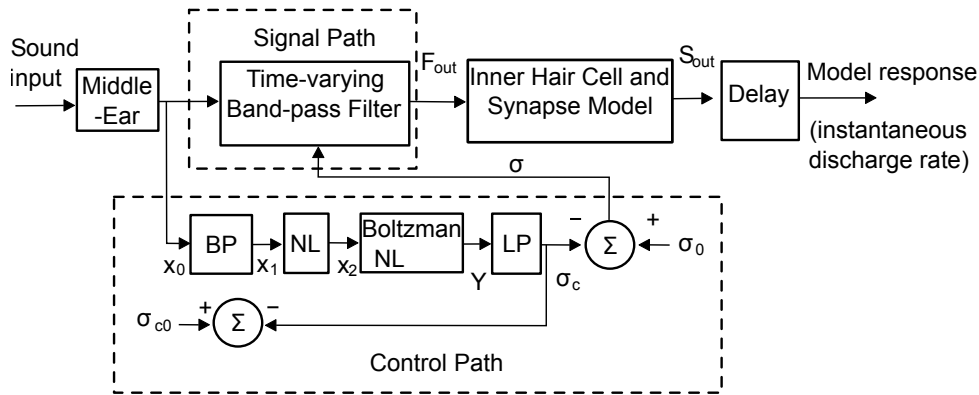 Sound
input
Middle
-Ear
Signal Path
Time-varying
Band-pass Filter
Fout
Inner Hair Cell and
Synapse Model
Sout
Delay
Model response
(instantaneous
discharge rate)
σ
x0
BP
x1
NL
x2
Boltzman
NL
Y
LP
σc
−
Σ
+
σ0
σc0
+
Σ
−
Control Path